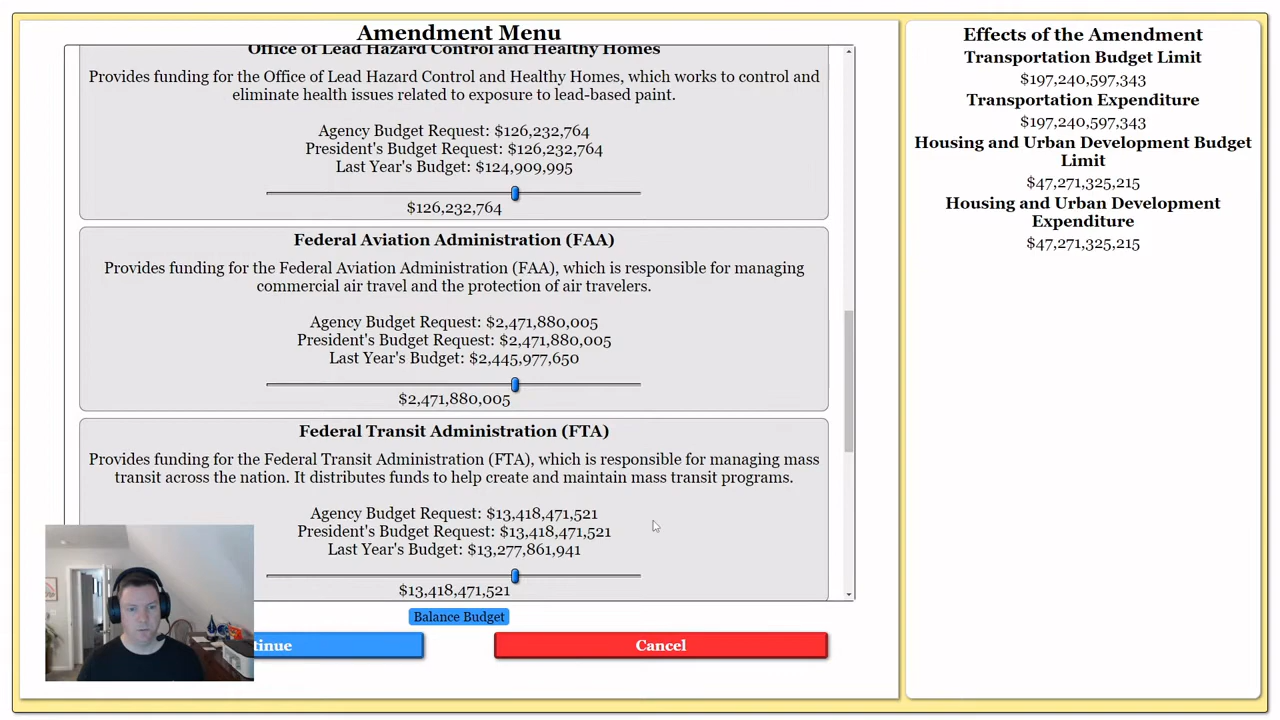 Amendment Menu
Office of Lead Hazard Control and Healthy Homes
Provides funding for the Office of Lead Hazard Control and Healthy Homes, which works to control and
eliminate health issues related to exposure to lead-based paint.
Agency Budget Request: $126,232,764
President's Budget Request: $126,232,764
Last Year's Budget: $124,909,995
$126,232,764
Federal Aviation Administration (FAA)
Provides funding for the Federal Aviation Administration (FAA), which is responsible for managing
commercial air travel and the protection of air travelers.
Agency Budget Request: $2,471,880,005
President's Budget Request: $2,471,880,005
Last Year's Budget: $2,445,977,650
$2,471,880,005
Federal Transit Administration (FTA)
Provides funding for the Federal Transit Administration (FTA), which is responsible for managing mass
transit across the nation. It distributes funds to help create and maintain mass transit programs.
Agency Budget Request: $13,418,471,521
President's Budget Request: $13,418,471,521
Last Year's Budget: $13,277,861,941
$13,418,471,521
Balance Budget
tinue
Cancel
Effects of the Amendment
Transportation Budget Limit
$197,240,597,343
Transportation Expenditure
$197,240,597,343
Housing and Urban Development Budget
Limit
$47,271,325,215
Housing and Urban Development
Expenditure
$47,271,325,215